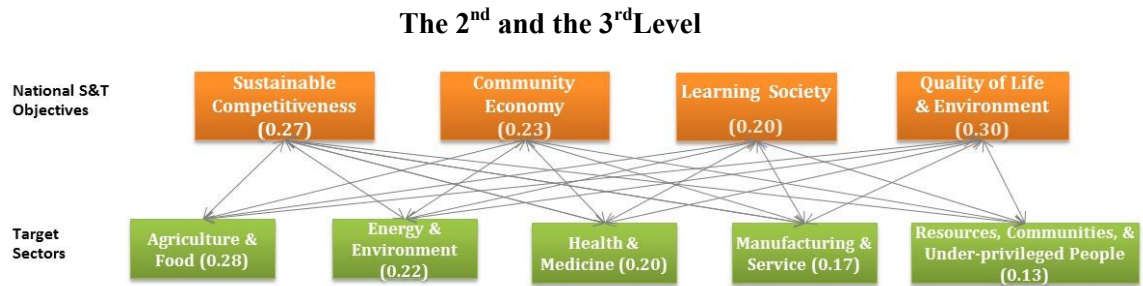 The 2nd and the 3rdLevel
National S&T
Objectives
Sustainable
Competitiveness
(0.27)
Community
Economy
(0.23)
Learning Society
(0.20)
Quality of Life
& Environment
(0.30)
Target
Sectors
Agriculture &
Food (0.28)
Energy &
Environment
(0.22)
Health &
Medicine (0.20)
Manufacturing &
Service (0.17)
Resources, Communities, &
Under-privileged People
(0.13)